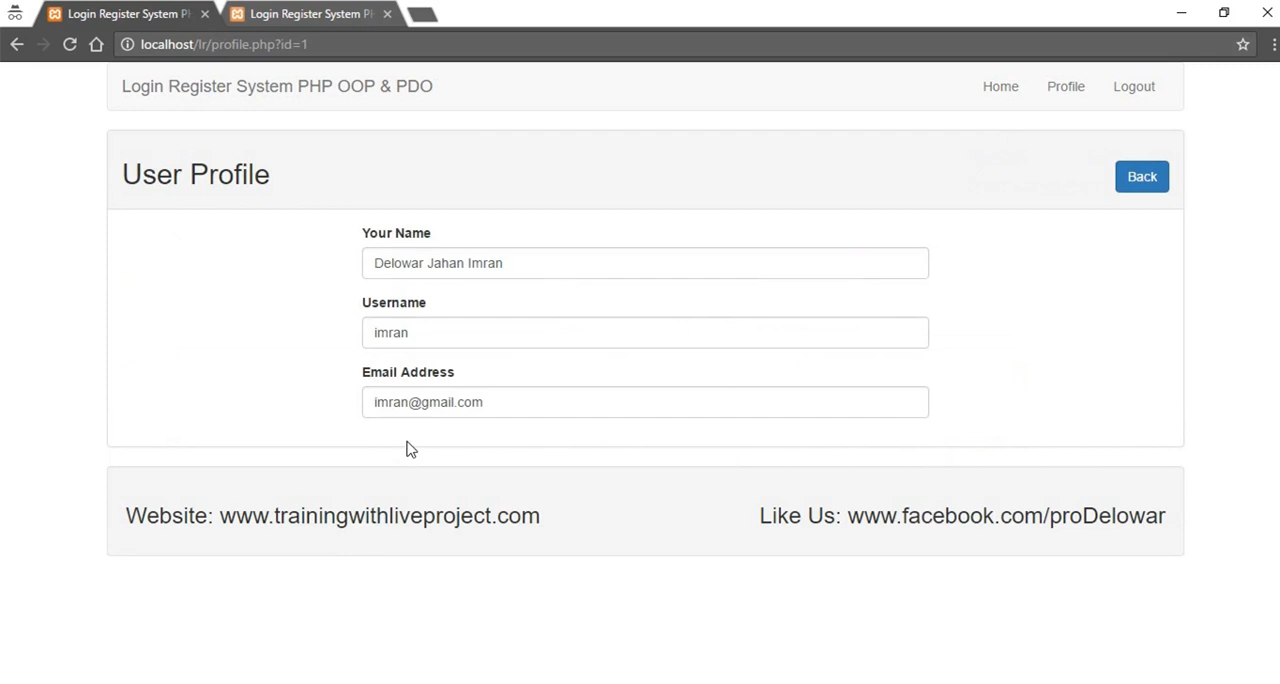 Login Register System P
Login Register System P
localhost/lr/profile.php?id=1
Login Register System PHP OOP & PDO
Home
Profile
Logout
User Profile
Back
Your Name
Delowar Jahan Imran
Username
imran
Email Address
imran@gmail.com
Website: www.trainingwithliveproject.com
Like Us: www.facebook.com/proDelowar